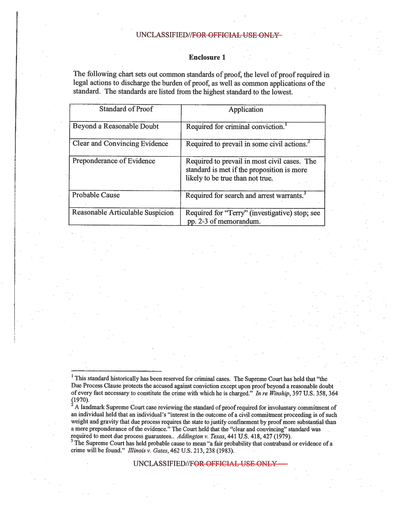 UNCLASSIFIED//FOR OFFICIAL USE ONLY
Enclosure 1
The following chart sets out common standards of proof, the level of proof required in
legal actions to discharge the burden of proof, as well as common applications of the
standard. The standards are listed from the highest standard to the lowest.
Standard of Proof Application
Beyond a Reasonable Doubt Required for criminal conviction.1
Clear and Convincing Evidence Required to prevail in some civil actions.2
Preponderance of Evidence Required to prevail in most civil cases. The
standard is met if the proposition is more
likely to be true than not true.
Probable Cause Required for search and arrest warrants.3
Reasonable Articulable Suspicion Required for "Terry" (investigative) stop; see
pp. 2-3 of memorandum.
1 This standard historically has been reserved for criminal cases. The Supreme Court has held that "the
Due Process Clause protects the accused against conviction except upon proof beyond a reasonable doubt
of every fact necessary to constitute the crime with which he is charged." In re Winship, 397 U.S. 358, 364
(1970).
2 A landmark Supreme Court case reviewing the standard of proof required for involuntary commitment of
an individual held that an individual's "interest in the outcome of a civil commitment proceeding is of such
weight and gravity that due process requires the state to justify confinement by proof more substantial than
a mere preponderance of the evidence." The Court held that the "clear and convincing" standard was
required to meet due process guarantees.. Addington v. Texas, 441 U.S. 418, 427 (1979).
3 The Supreme Court has held probable cause to mean "a fair probability that contraband or evidence of a
crime will be found." Illinois v. Gates, 462 U.S. 213, 238 (1983).
UNCLASSIFIED//FOR OFFICIAL USE ONLY